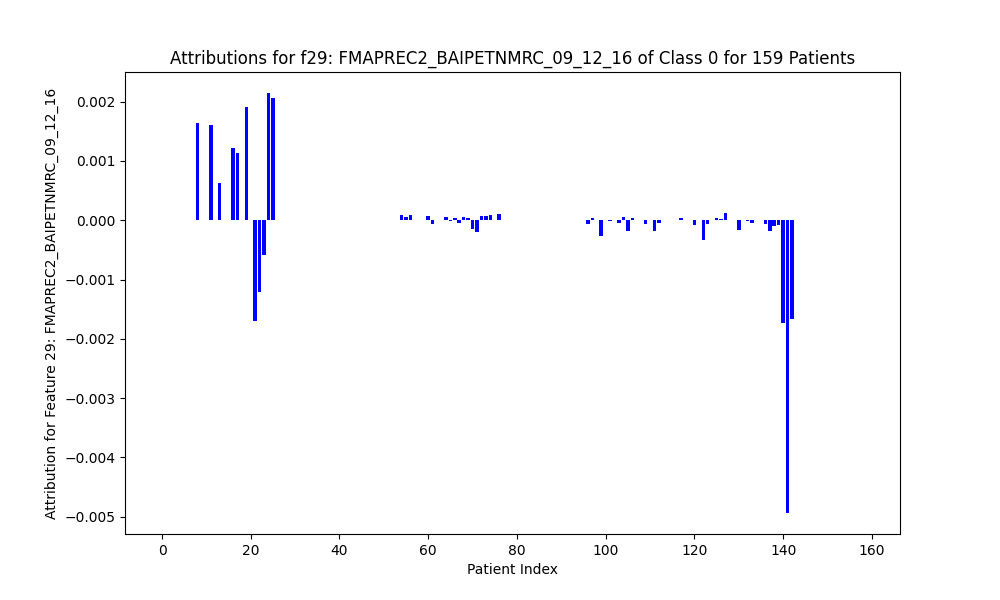 Attributions for f29: FMAPREC2_BAIPETNMRC_09_12_16 of Class 0 for 159 Patients
Attribution for Feature 29: FMAPREC2_BAIPETNMRC_09_12_16
0.002
0.001
0.000
−0.001
−0.002
−0.003
−0.004
−0.005
0 20 40 60 80 100 120 140 160
Patient Index